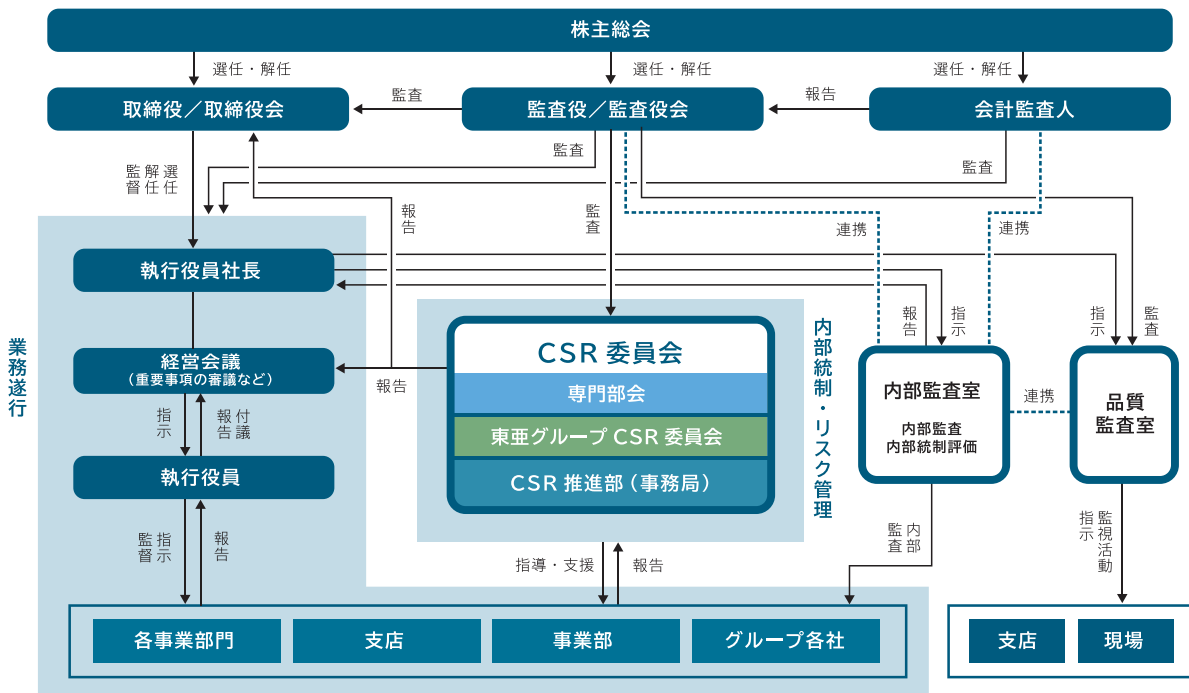 株主総会
選任・解任
選任・解任
選任・解任
取締役／取締役会
監査
監査役／監査役会
報告
会計監査人
選任
解任
監督
監査
監査
監査
報告
連携
連携
執行役員社長
報告
指示
指示
監査
業務遂行
経営会議
（重要事項の審議など）
報告
CSR 委員会
専門部会
東亜グループ CSR 委員会
CSR 推進部（事務局）
内部統制・リスク管理
内部監査室
内部監査
内部統制評価
連携
品質
監査室
指示
付議
報告
執行役員
指示
監督
報告
指導・支援
報告
内部
監査
監視活動
指示
各事業部門
支店
事業部
グループ各社
支店
現場